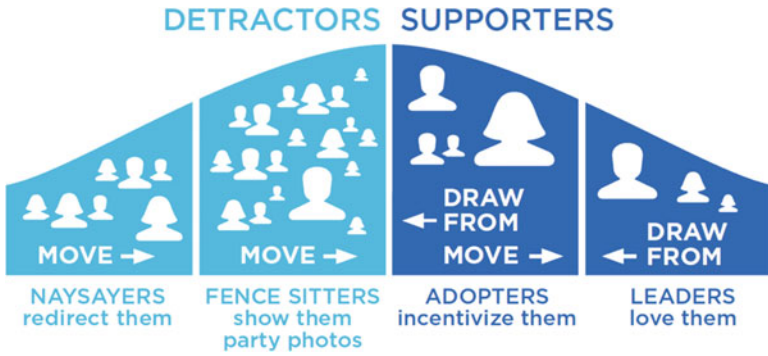 DETRACTORS SUPPORTERS
MOVE →
MOVE →
← DRAW
FROM
MOVE →
DRAW
← FROM
NAYSAYERS
redirect them
FENCE SITTERS
show them
party photos
ADOPTERS
incentivize them
LEADERS
love them